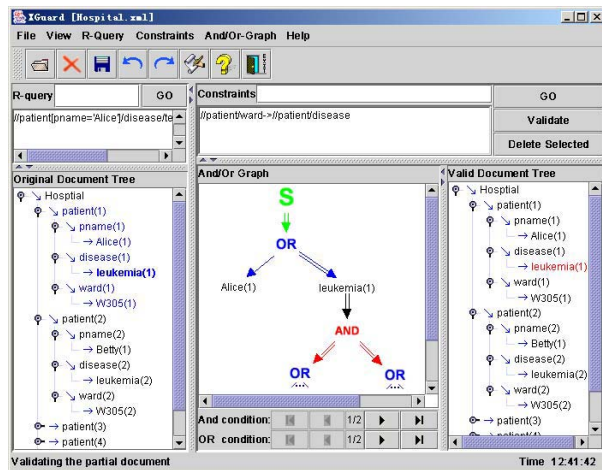 XGuard [Hospital.xml]
File View R-Query Constraints And/Or-Graph Help
R-query GO
//patient[pname='Alice']/disease/te
Constraints GO
//patient/ward->//patient/disease
Validate
Delete Selected
Original Document Tree
Hosptial
patient(1)
pname(1)
Alice(1)
disease(1)
leukemia(1)
ward(1)
W305(1)
patient(2)
pname(2)
Betty(1)
disease(2)
leukemia(2)
ward(2)
W305(2)
patient(3)
patient(4)
And/Or Graph
S
OR
Alice(1) leukemia(1)
AND
OR OR
And condition: 1/2
OR condition: 1/2
Valid Document Tree
Hosptial
patient(1)
pname(1)
Alice(1)
disease(1)
leukemia(1)
ward(1)
W305(1)
patient(2)
pname(2)
Betty(1)
disease(2)
leukemia(2)
ward(2)
W305(2)
patient(3)
patient(4)
Validating the partial document
Time 12:41:42